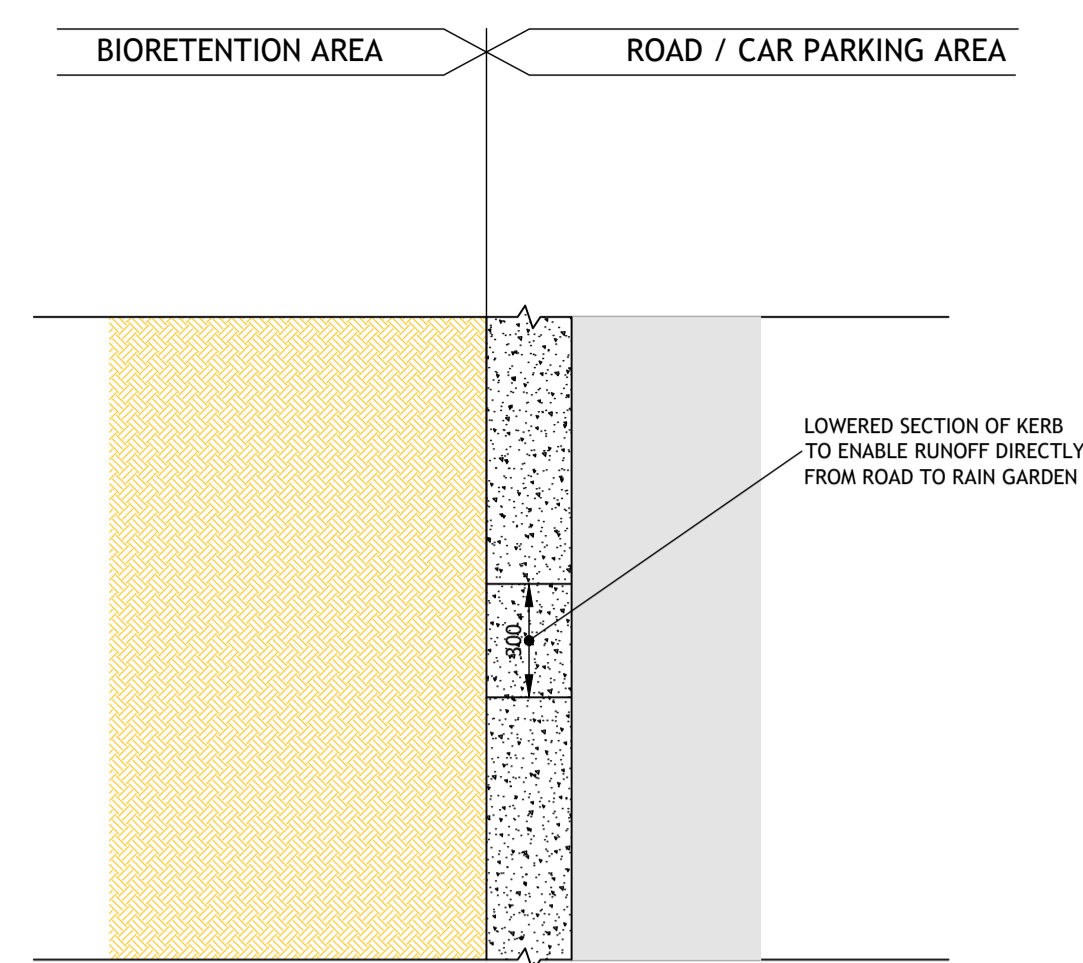 BIORETENTION AREA
ROAD / CAR PARKING AREA
LOWERED SECTION OF KERB
TO ENABLE RUNOFF DIRECTLY
FROM ROAD TO RAIN GARDEN
300